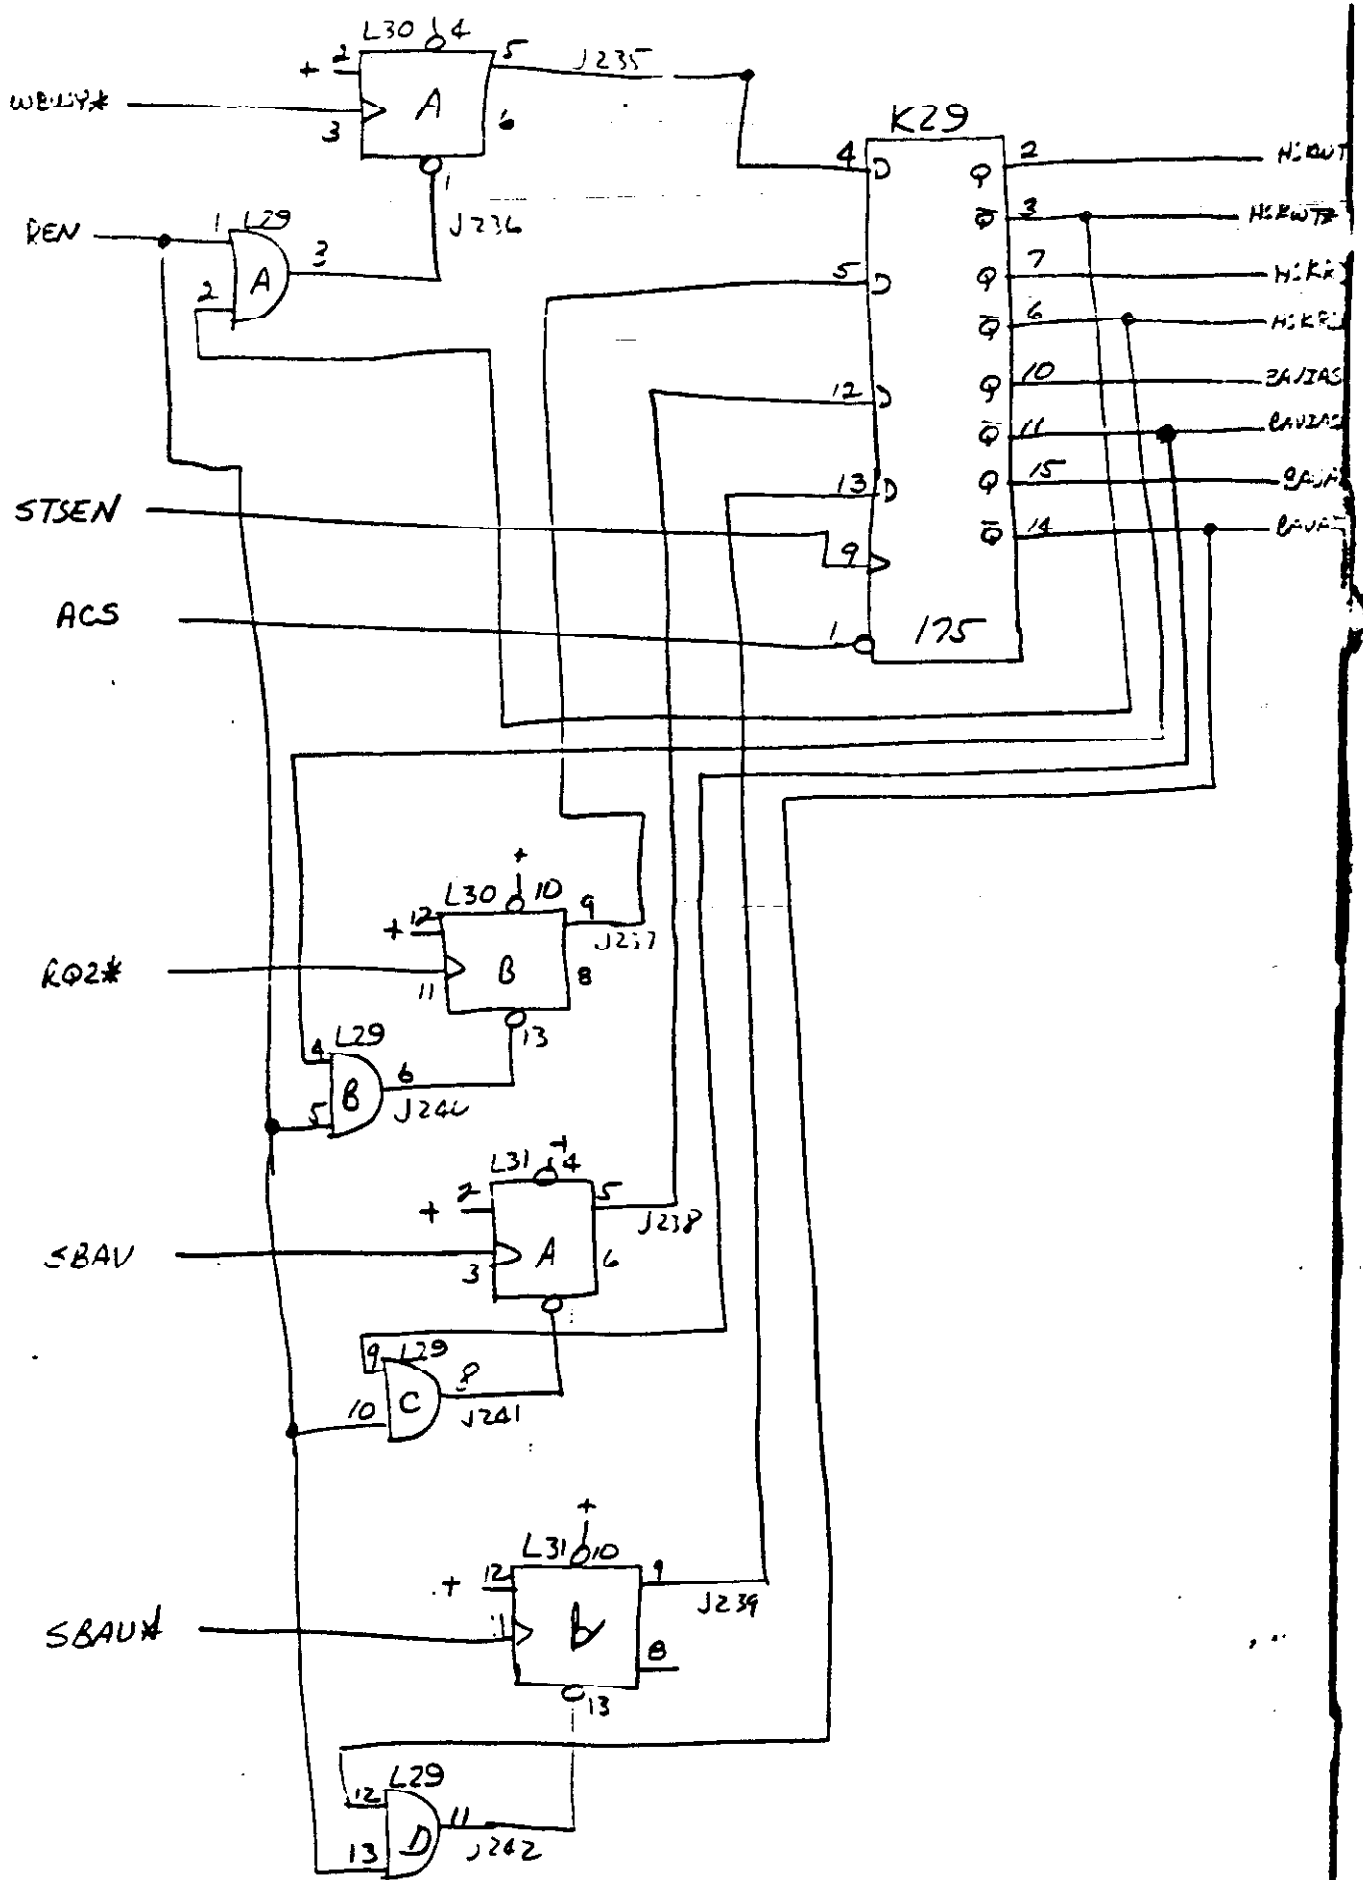 L30 4
+ 2
5
J235
A
3
6
1
J236
REN
1
L29
A
3
2
K29
4 D
Q 2
Q̅ 3
5 D
Q 7
Q̅ 6
12 D
Q 10
Q̅ 11
13 D
Q 15
Q̅ 14
STSEN
9
ACS
1
175
+
L30 10
+ 12
9
J237
RQ2*
11
B
8
13
L29
4
B
6
5
+
L31 4
+ 2
5
J238
SBAV
3
A
6
9 L29
C
8
J241
10
+
L31 10
+ 12
9
J239
SBAV*
8
13
L29
12
D
11
J242
13